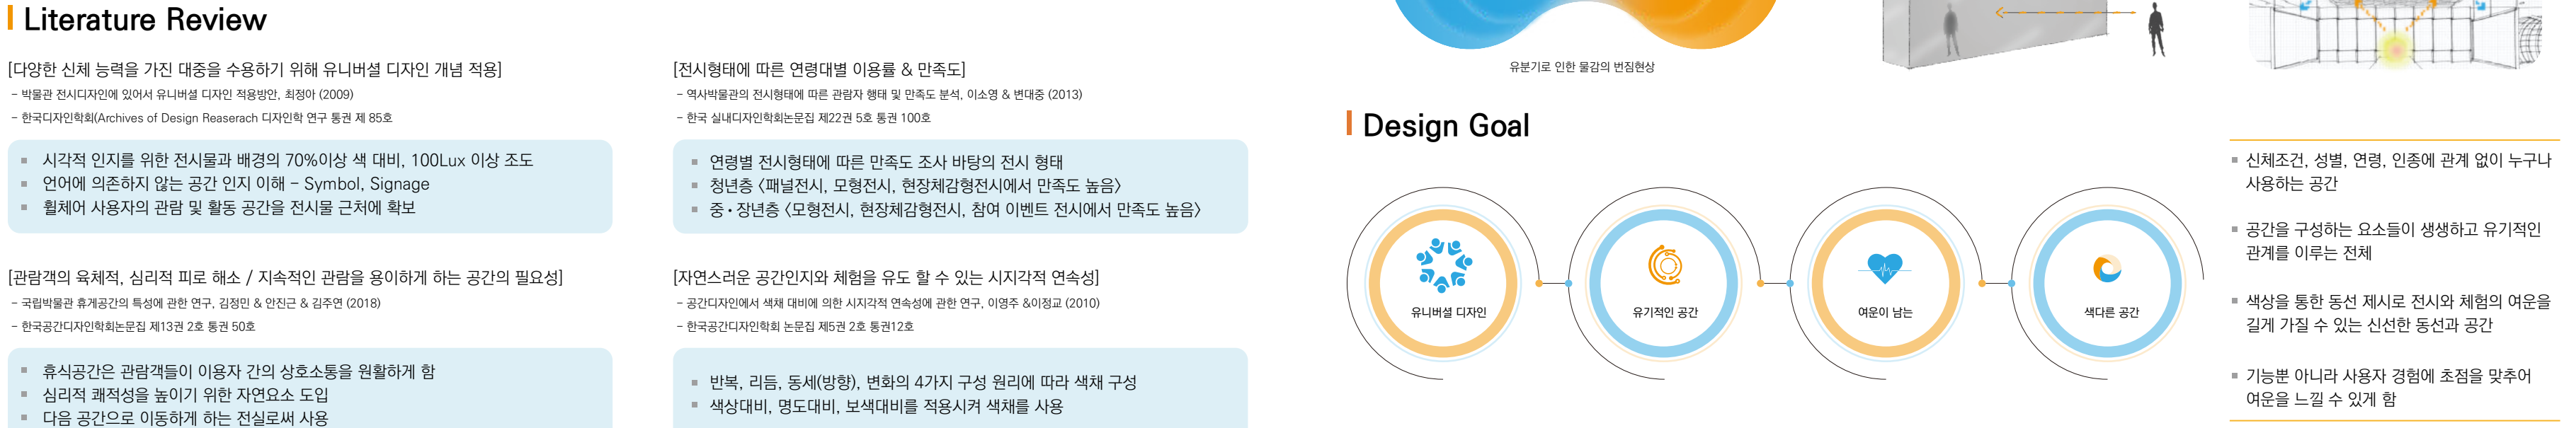 Literature Review
[다양한 신체 능력을 가진 대중을 수용하기 위해 유니버셜 디자인 개념 적용]
- 박물관 전시디자인에 있어서 유니버셜 디자인 적용방안, 최정아 (2009)
- 한국디자인학회(Archives of Design Reaserach 디자인학 연구 통권 제 85호
시각적 인지를 위한 전시물과 배경의 70%이상 색 대비, 100Lux 이상 조도
언어에 의존하지 않는 공간 인지 이해 - Symbol, Signage
휠체어 사용자의 관람 및 활동 공간을 전시물 근처에 확보
[관람객의 육체적, 심리적 피로 해소 / 지속적인 관람을 용이하게 하는 공간의 필요성]
- 국립박물관 휴게공간의 특성에 관한 연구, 김정민 & 안진근 & 김주연 (2018)
- 한국공간디자인학회논문집 제13권 2호 통권 50호
휴식공간은 관람객들이 이용자 간의 상호소통을 원활하게 함
심리적 쾌적성을 높이기 위한 자연요소 도입
다음 공간으로 이동하게 하는 전실로써 사용
[전시형태에 따른 연령대별 이용률 & 만족도]
- 역사박물관의 전시형태에 따른 관람자 행태 및 만족도 분석, 이소영 & 변대중 (2013)
- 한국 실내디자인학회논문집 제22권 5호 통권 100호
연령별 전시형태에 따른 만족도 조사 바탕의 전시 형태
청년층 〈패널전시, 모형전시, 현장체감형전시에서 만족도 높음〉
중•장년층 〈모형전시, 현장체감형전시, 참여 이벤트 전시에서 만족도 높음〉
[자연스러운 공간인지와 체험을 유도 할 수 있는 시지각적 연속성]
- 공간디자인에서 색채 대비에 의한 시지각적 연속성에 관한 연구, 이영주 &이정교 (2010)
- 한국공간디자인학회 논문집 제5권 2호 통권12호
반복, 리듬, 동세(방향), 변화의 4가지 구성 원리에 따라 색채 구성
색상대비, 명도대비, 보색대비를 적용시켜 색채를 사용
유분기로 인한 물감의 번짐현상
Design Goal
유니버셜 디자인
유기적인 공간
여운이 남는
색다른 공간
신체조건, 성별, 연령, 인종에 관계 없이 누구나
사용하는 공간
공간을 구성하는 요소들이 생생하고 유기적인
관계를 이루는 전체
색상을 통한 동선 제시로 전시와 체험의 여운을
길게 가질 수 있는 신선한 동선과 공간
기능뿐 아니라 사용자 경험에 초점을 맞추어
여운을 느낄 수 있게 함